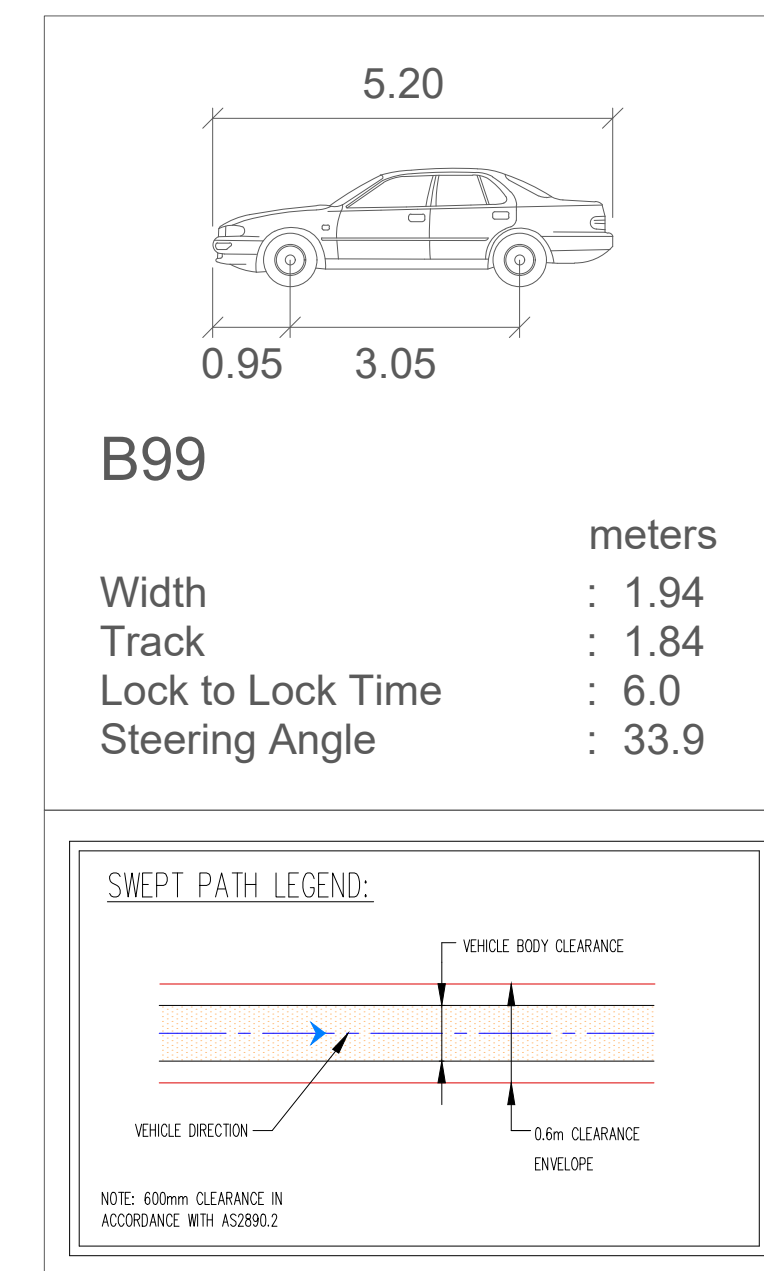 5.20
0.95 3.05
B99
meters
Width : 1.94
Track : 1.84
Lock to Lock Time : 6.0
Steering Angle : 33.9
SWEPT PATH LEGEND:
VEHICLE BODY CLEARANCE
VEHICLE DIRECTION
0.6m CLEARANCE
ENVELOPE
NOTE: 600mm CLEARANCE IN
ACCORDANCE WITH AS2890.2